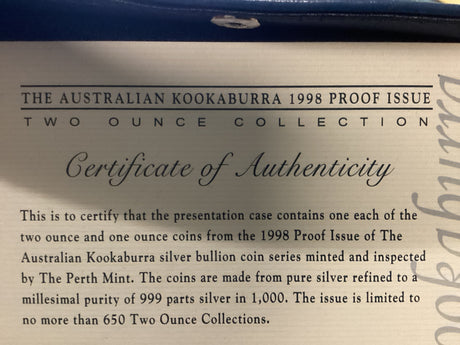 THE AUSTRALIAN KOOKABURRA 1998 PROOF ISSUE
TWO OUNCE COLLECTION
Certificate of Authenticity
This is to certify that the presentation case contains one each of the
two ounce and one ounce coins from the 1998 Proof Issue of The
Australian Kookaburra silver bullion coin series minted and inspected
by The Perth Mint. The coins are made from pure silver refined to a
millesimal purity of 999 parts silver in 1,000. The issue is limited to
no more than 650 Two Ounce Collections.